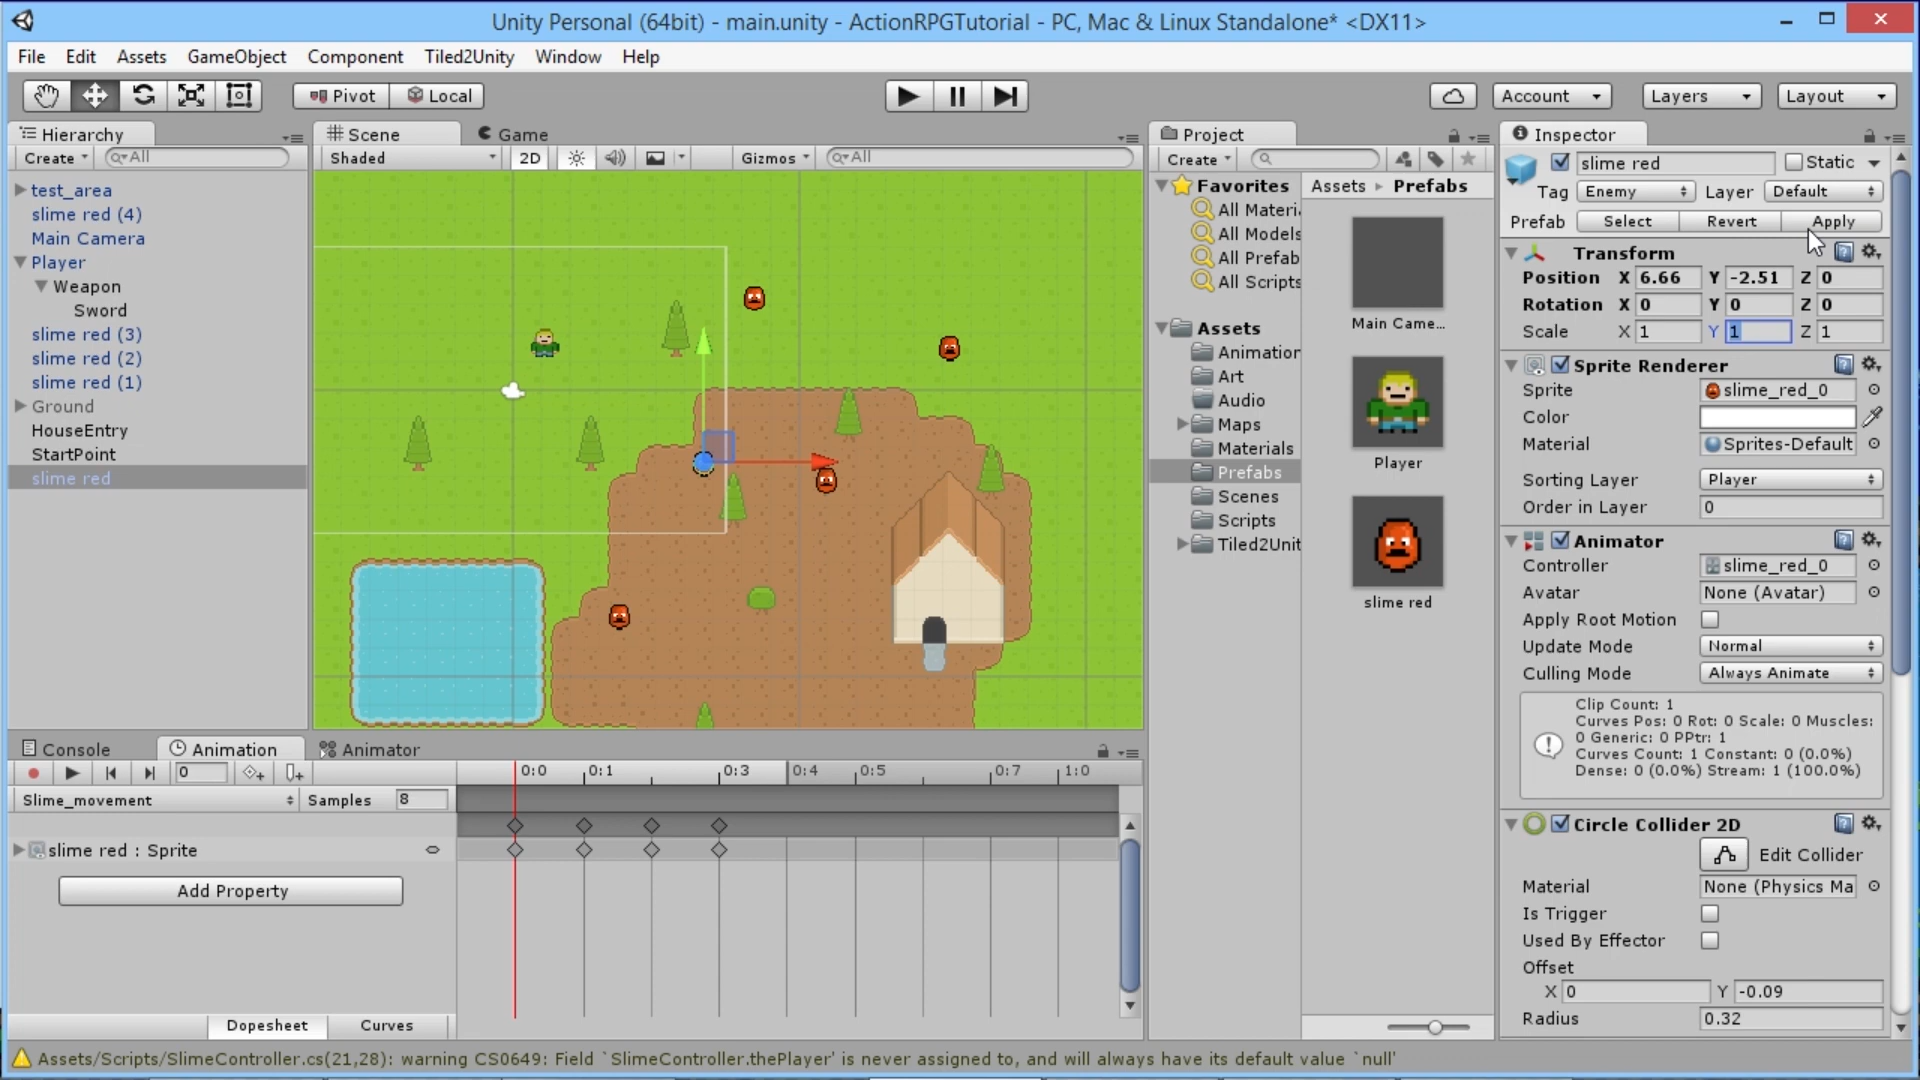 Unity Personal (64bit) - main.unity - ActionRPGTutorial - PC, Mac & Linux Standalone* <DX11>
File Edit Assets GameObject Component Tiled2Unity Window Help
Pivot Local Account Layers Layout
Hierarchy
Create All
test_area
slime red (4)
Main Camera
Player
Weapon
Sword
slime red (3)
slime red (2)
slime red (1)
Ground
HouseEntry
StartPoint
slime red
Scene Game
Shaded 2D Gizmos All
Project
Create
Favorites
All Materi
All Models
All Prefab
All Scripts
Assets
Animation
Art
Audio
Maps
Materials
Prefabs
Scenes
Scripts
Tiled2Unit
Assets Prefabs
Main Came...
Player
slime red
Inspector
slime red Static
Tag Enemy Layer Default
Prefab Select Revert Apply
Transform
Position X 6.66 Y -2.51 Z 0
Rotation X 0 Y 0 Z 0
Scale X 1 Y 1 Z 1
Sprite Renderer
Sprite slime_red_0
Color
Material Sprites-Default
Sorting Layer Player
Order in Layer 0
Animator
Controller slime_red_0
Avatar None (Avatar)
Apply Root Motion
Update Mode Normal
Culling Mode Always Animate
Clip Count: 1
Curves Pos: 0 Rot: 0 Scale: 0 Muscles:
0 Generic: 0 PPtr: 1
Curves Count: 1 Constant: 0 (0.0%)
Dense: 0 (0.0%) Stream: 1 (100.0%)
Circle Collider 2D
Edit Collider
Material None (Physics Ma
Is Trigger
Used By Effector
Offset
X 0 Y -0.09
Radius 0.32
Console Animation Animator
0 0:0 0:1 0:3 0:4 0:5 0:7 1:0
Slime_movement Samples 8
slime red : Sprite
Add Property
Dopesheet Curves
Assets/Scripts/SlimeController.cs(21,28): warning CS0649: Field `SlimeController.thePlayer' is never assigned to, and will always have its default value `null'